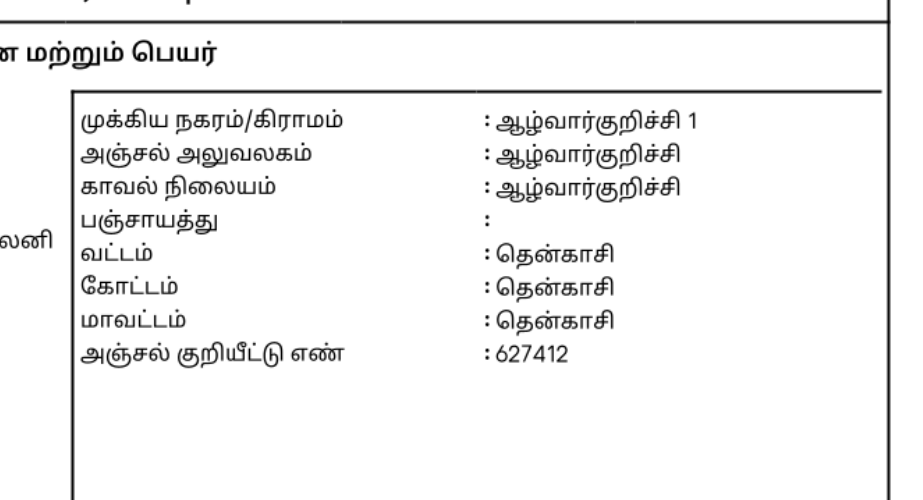 மற்றும் பெயர்
முக்கிய நகரம்/கிராமம் : ஆழ்வார்குறிச்சி 1
அஞ்சல் அலுவலகம் : ஆழ்வார்குறிச்சி
காவல் நிலையம் : ஆழ்வார்குறிச்சி
பஞ்சாயத்து :
லனி
வட்டம் : தென்காசி
கோட்டம் : தென்காசி
மாவட்டம் : தென்காசி
அஞ்சல் குறியீட்டு எண் : 627412